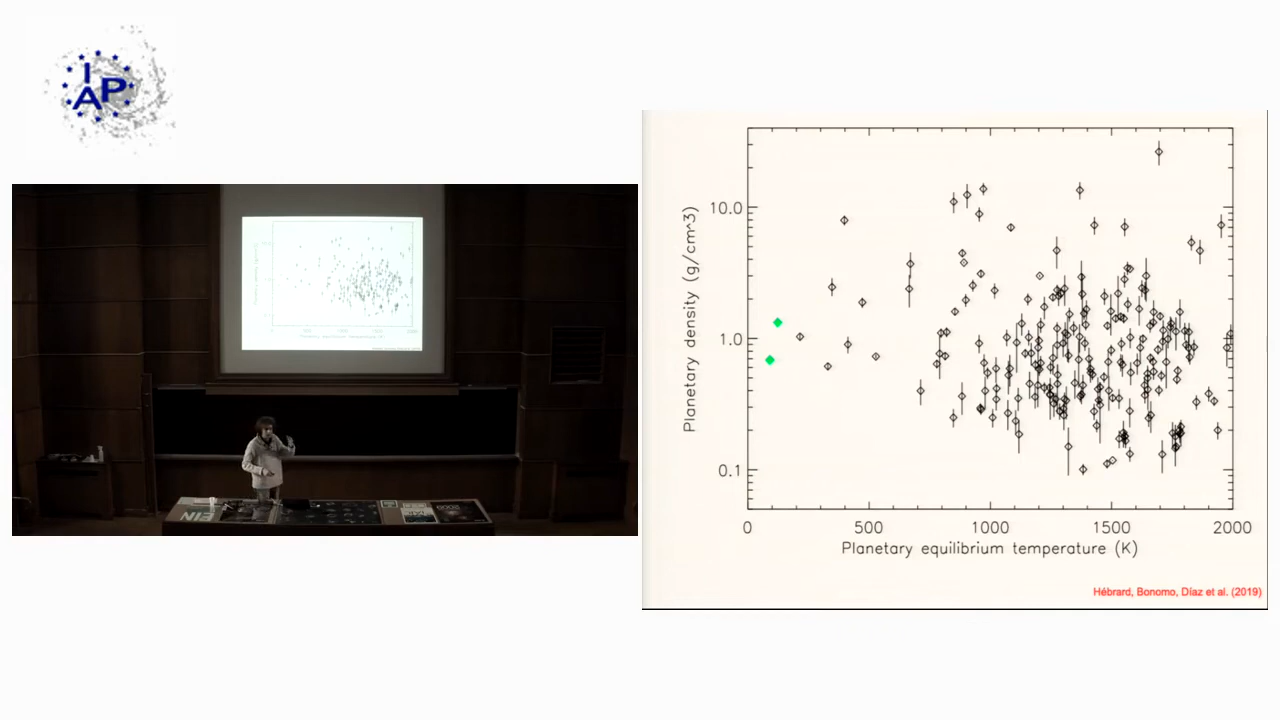 IAP
10.0
1.0
0.1
Planetary density (g/cm^3)
0
500
1000
1500
2000
Planetary equilibrium temperature (K)
Hébrard, Bonomo, Díaz et al. (2019)